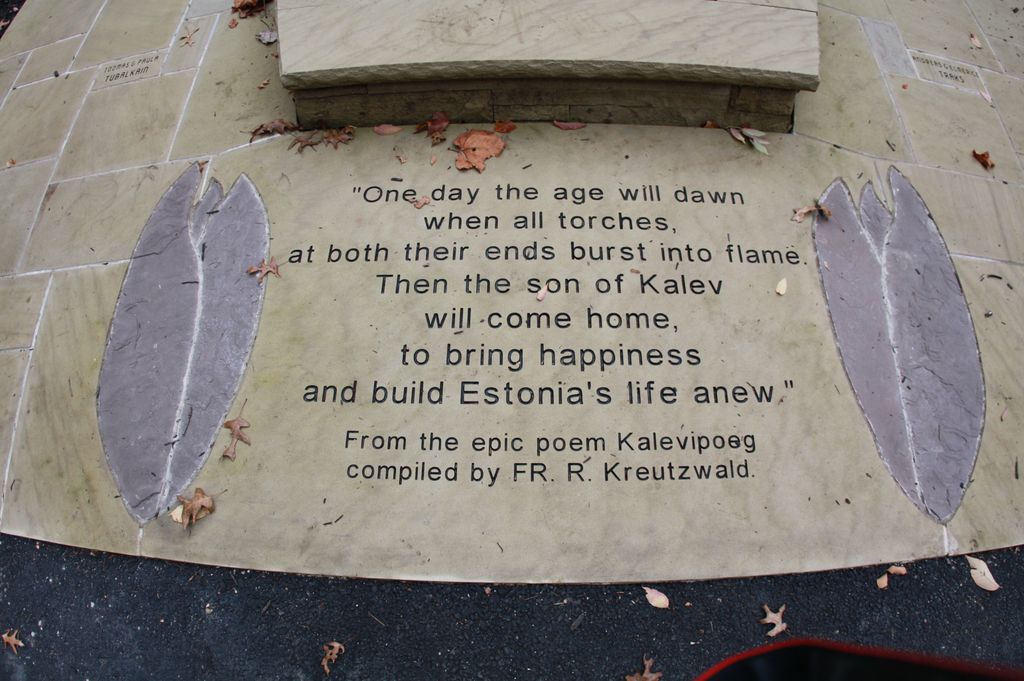 TOOMAS & PAULA
TUBALKAIN
"One day the age will dawn
when all torches,
at both their ends burst into flame.
Then the son of Kalev
will come home,
to bring happiness
and build Estonia's life anew."
From the epic poem Kalevipoeg
compiled by FR. R. Kreutzwald.
TRAKS